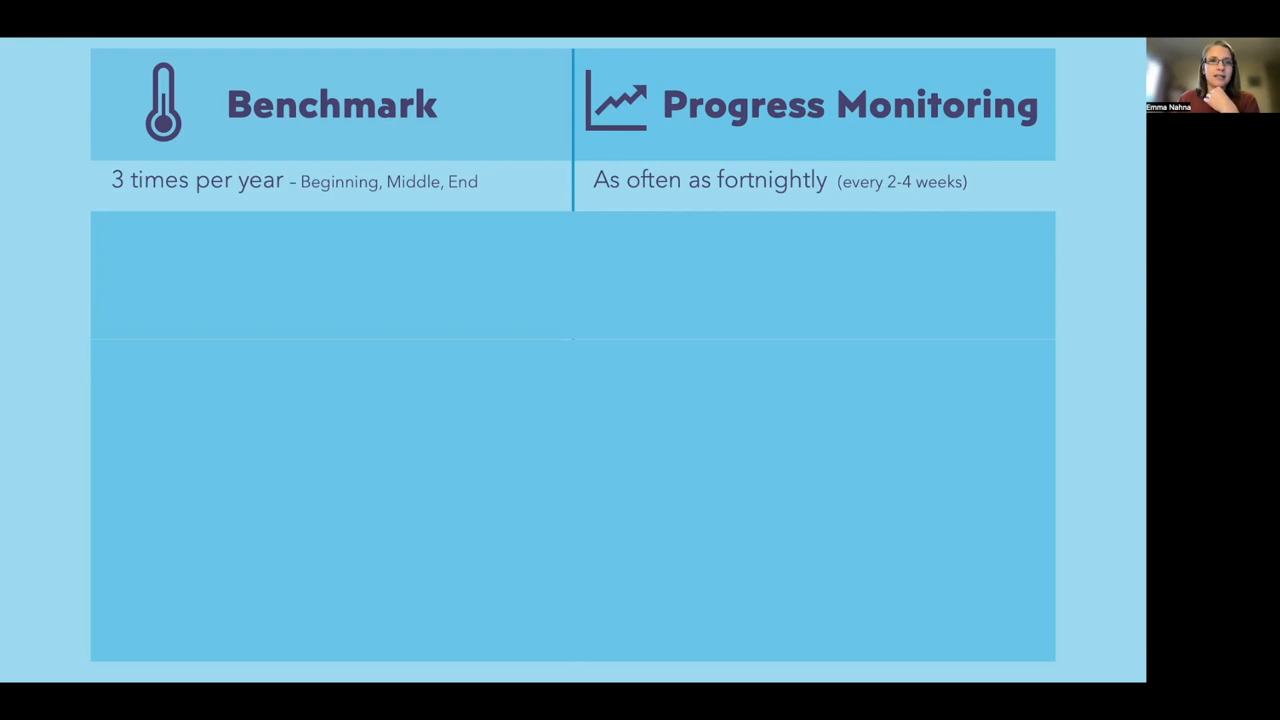 Benchmark
Progress Monitoring
3 times per year – Beginning, Middle, End
As often as fortnightly (every 2-4 weeks)
Emma Nahna